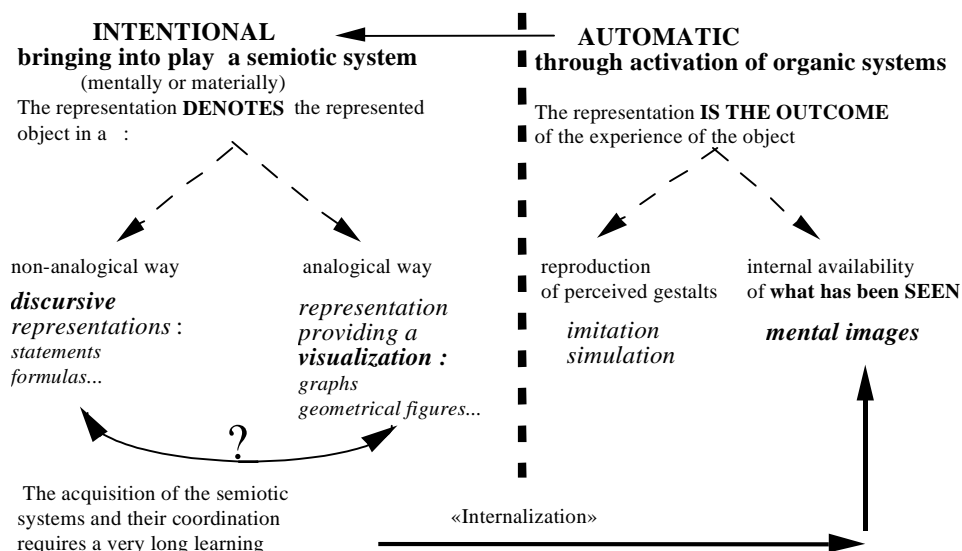 INTENTIONAL
bringing into play a semiotic system
(mentally or materially)
The representation DENOTES the represented
object in a :
non-analogical way
discursive
representations :
statements
formulas...
analogical way
representation
providing a
visualization :
graphs
geometrical figures...
?
The acquisition of the semiotic
systems and their coordination
requires a very long learning
AUTOMATIC
through activation of organic systems
The representation IS THE OUTCOME
of the experience of the object
reproduction
of perceived gestalts
imitation
simulation
internal availability
of what has been SEEN
mental images
«Internalization»